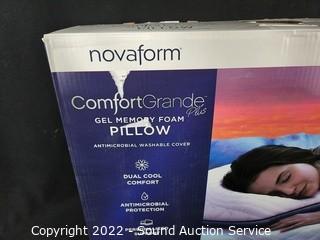 novaform®
ComfortGrande™
Plus
GEL MEMORY FOAM
PILLOW
ANTIMICROBIAL WASHABLE COVER
DUAL COOL
COMFORT
ANTIMICROBIAL
PROTECTION
Copyright 2022 - Sound Auction Service